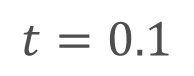 t = 0.1